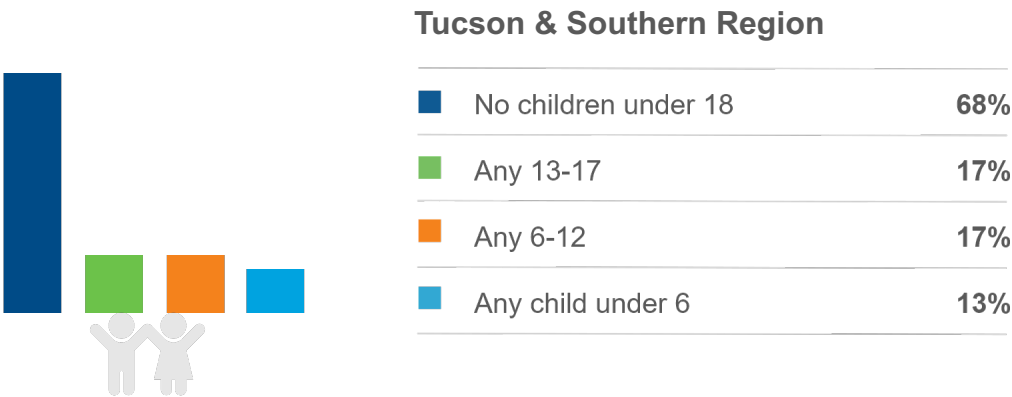 Tucson & Southern Region
No children under 18 68%
Any 13-17 17%
Any 6-12 17%
Any child under 6 13%